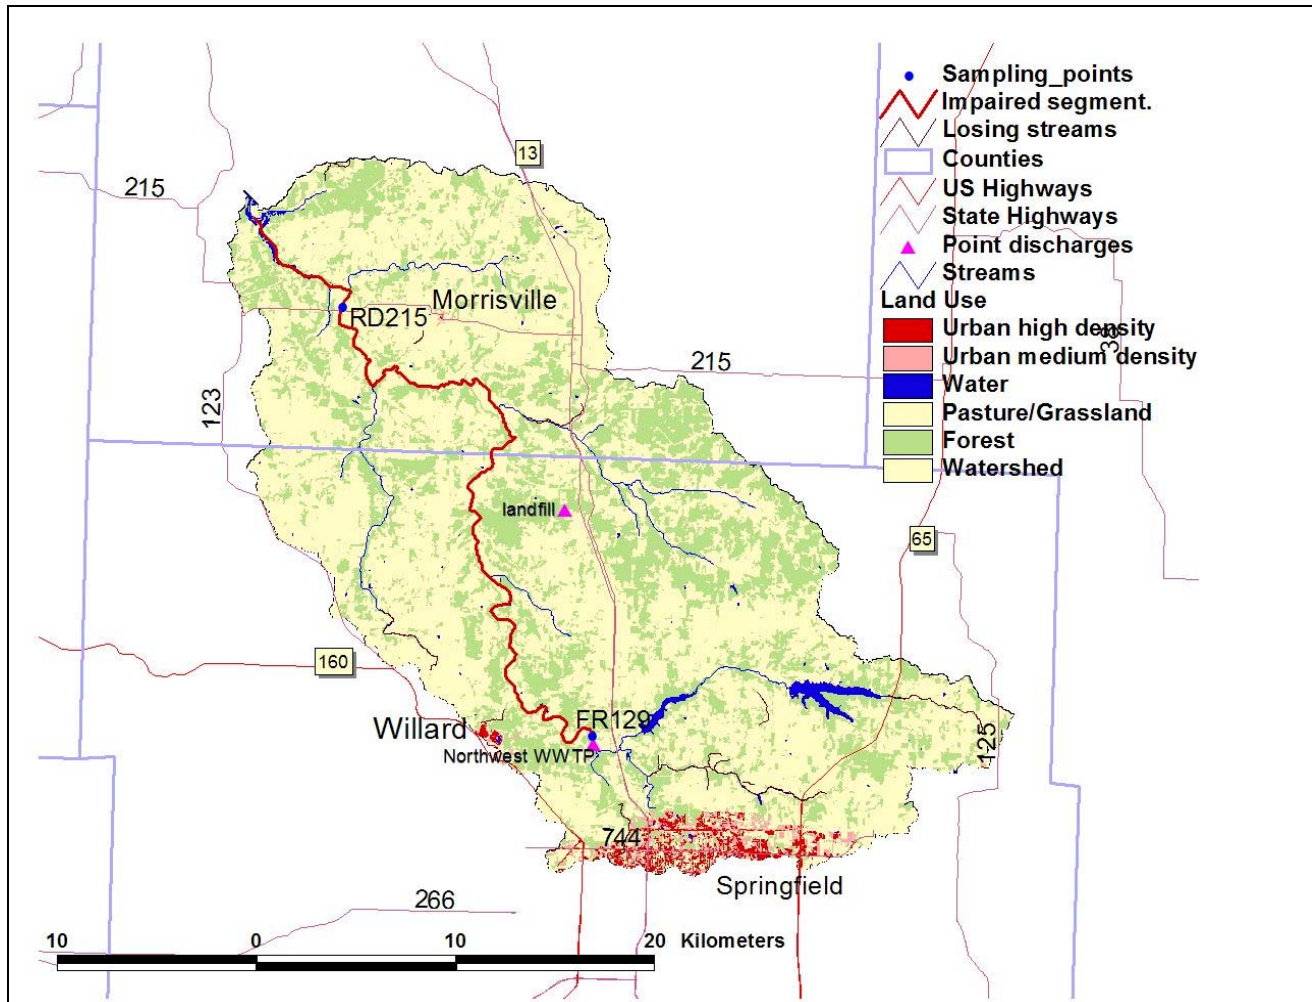 Sampling_points
Impaired segment.
Losing streams
Counties
US Highways
State Highways
Point discharges
Streams
Land Use
Urban high density
Urban medium density
Water
Pasture/Grassland
Forest
Watershed
13
215
Morrisville
RD215
38
215
123
landfill
65
160
FR129
Willard
Northwest WWTP
125
744
Springfield
266
10
0
10
20
Kilometers